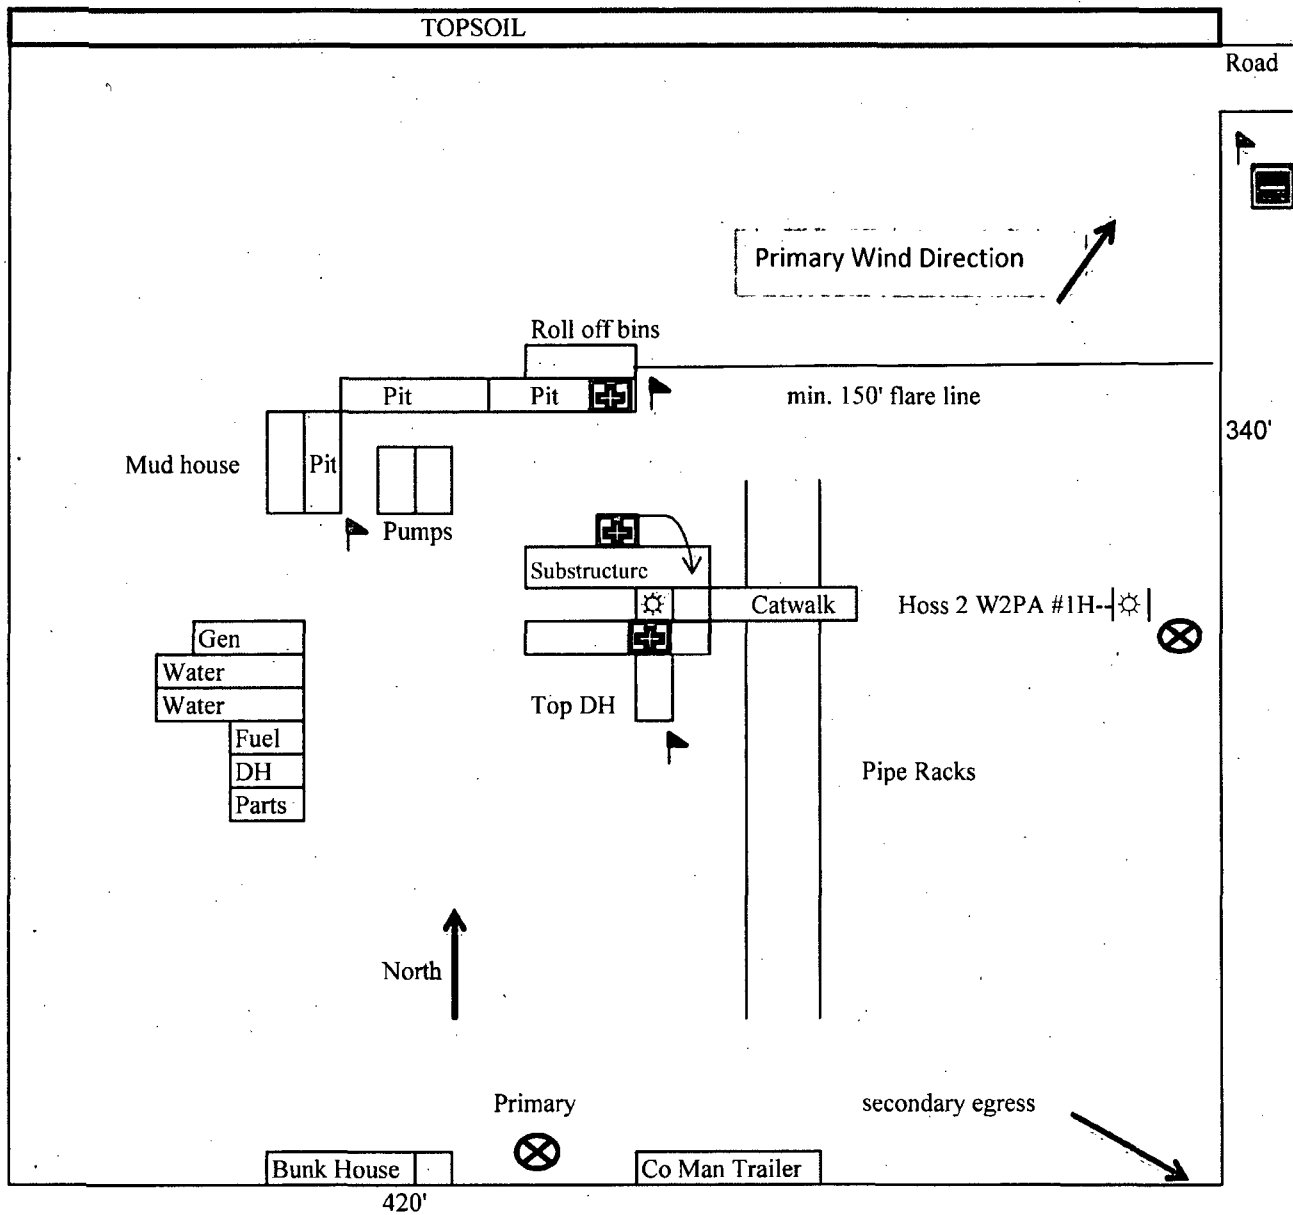 TOPSOIL
Road
Primary Wind Direction
Roll off bins
Pit
Pit
min. 150' flare line
340'
Mud house
Pit
Pumps
Substructure
Catwalk
Hoss 2 W2PA #1H--
Gen
Water
Water
Top DH
Fuel
DH
Pipe Racks
Parts
North
Primary
secondary egress
Bunk House
Co Man Trailer
420'